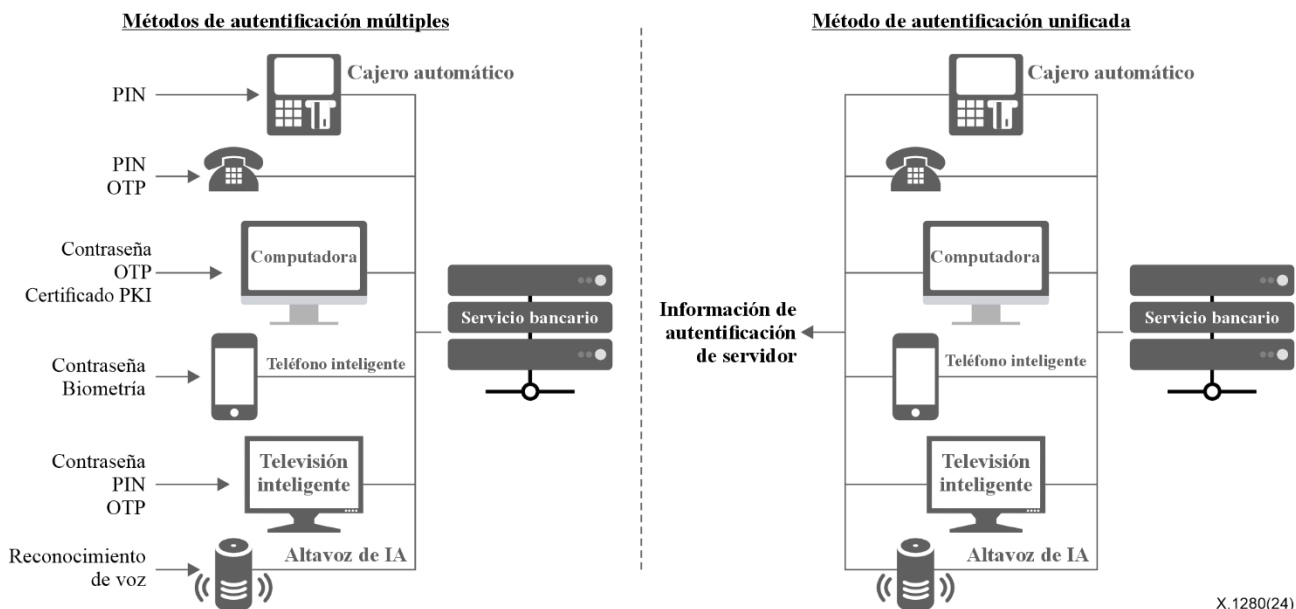 Métodos de autentificación múltiples
Cajero automático
PIN
PIN
OTP
Contraseña
OTP
Certificado PKI
Computadora
Servicio bancario
Contraseña
Biometría
Teléfono inteligente
Contraseña
PIN
OTP
Televisión
inteligente
Reconocimiento
de voz
Altavoz de IA
Método de autentificación unificada
Cajero automático
Computadora
Información de
autentificación
de servidor
Servicio bancario
Teléfono inteligente
Televisión
inteligente
Altavoz de IA
X.1280(24)